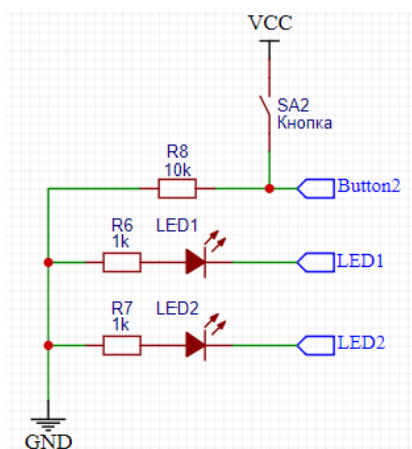 VCC
SA2
Кнопка
R8
10k
Button2
R6
1k
LED1
LED1
R7
1k
LED2
LED2
GND